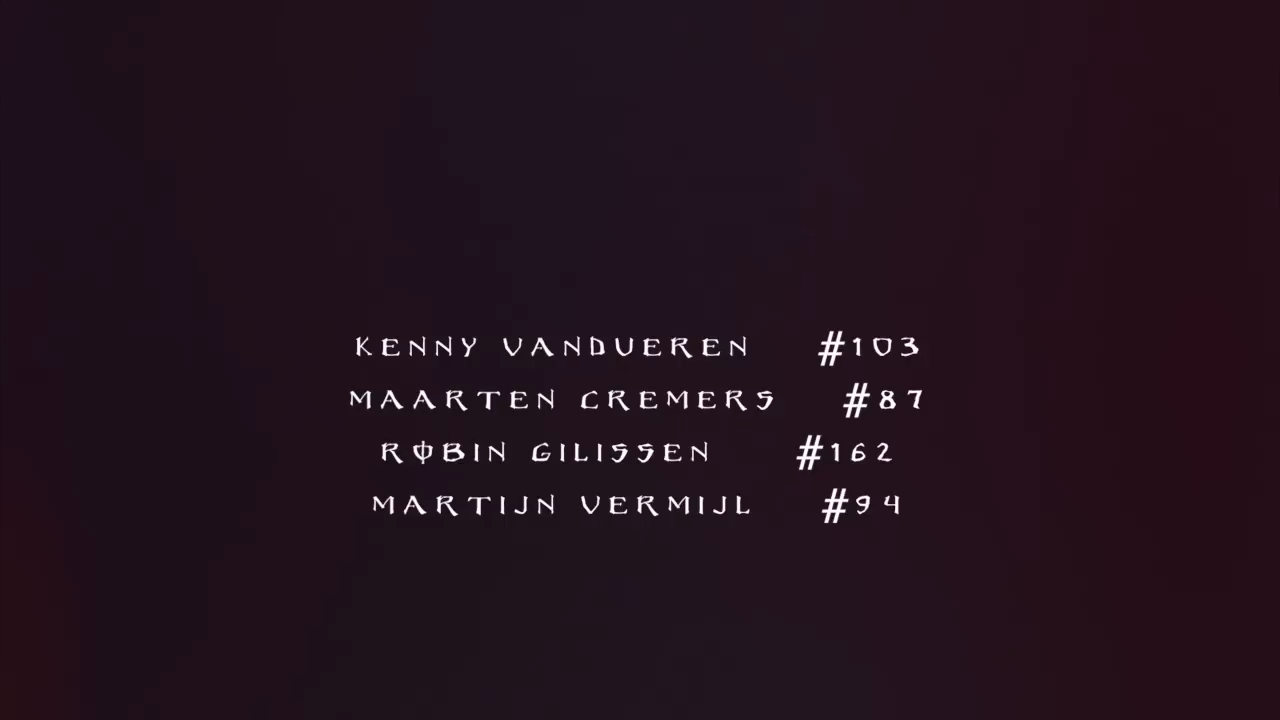 KENNY VANDUEREN #103
MAARTEN CREMERS #87
RØBIN GILISSEN #162
MARTIJN VERMIJL #94